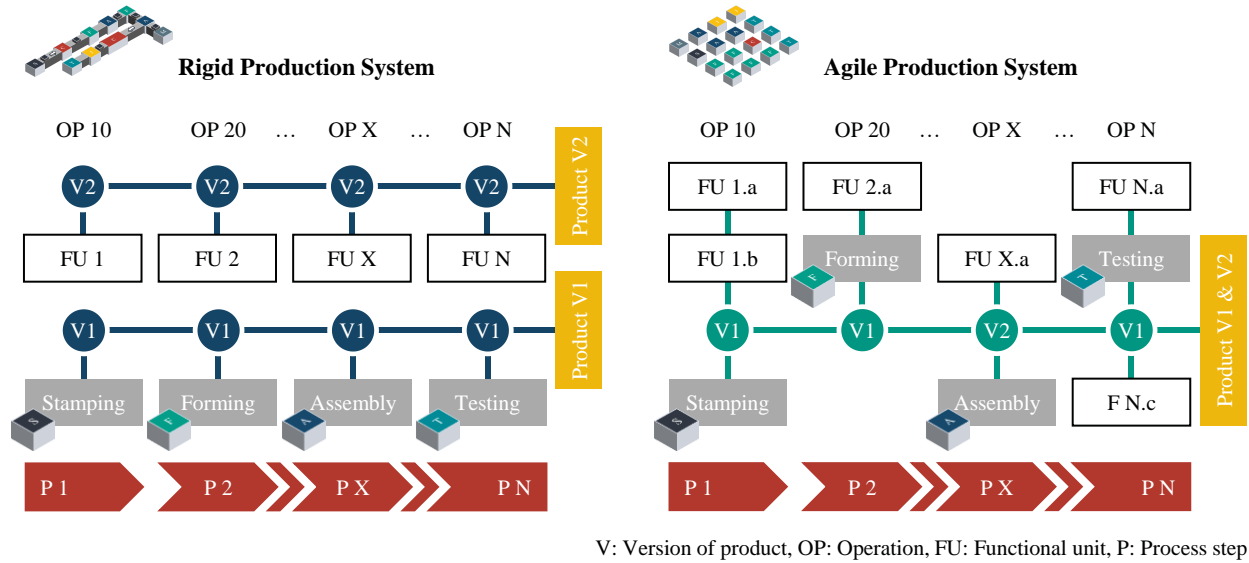 Rigid Production System
OP 10 OP 20 … OP X … OP N
V2 V2 V2 V2
Product V2
FU 1 FU 2 FU X FU N
V1 V1 V1 V1
Product V1
Stamping Forming Assembly Testing
S F A T
P 1 P 2 P X P N
Agile Production System
OP 10 OP 20 … OP X … OP N
FU 1.a FU 2.a FU N.a
FU 1.b Forming FU X.a Testing
F T
V1 V1 V2 V1
Product V1 & V2
Stamping Assembly F N.c
S A
P 1 P 2 P X P N
V: Version of product, OP: Operation, FU: Functional unit, P: Process step